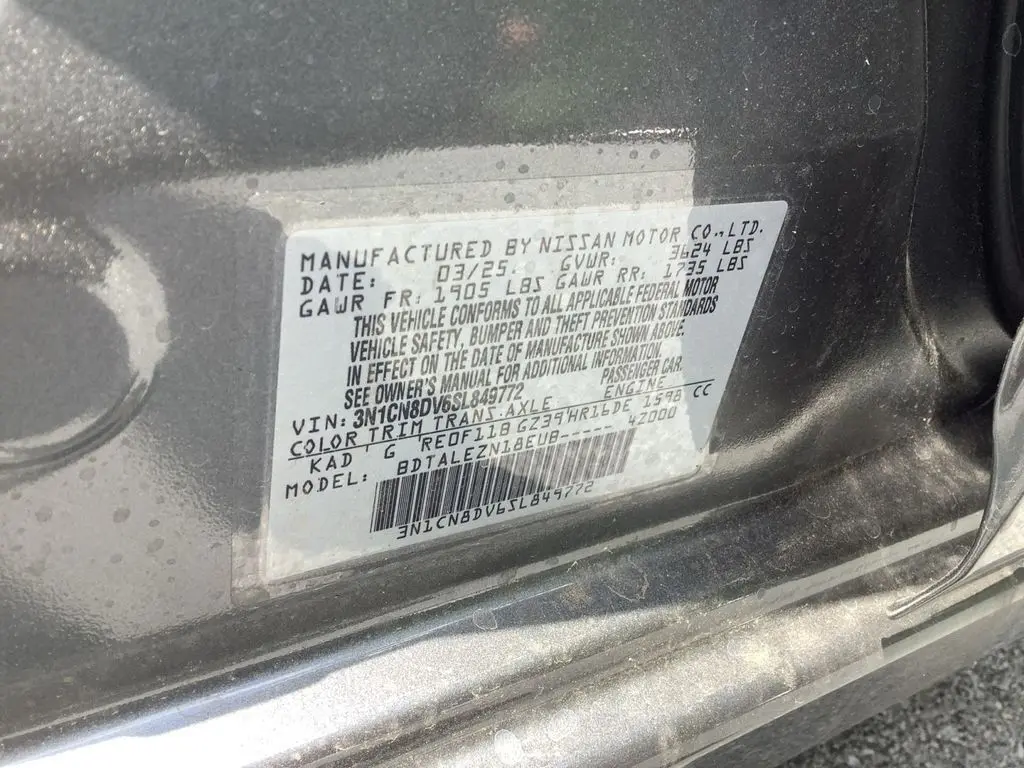 MANUFACTURED BY NISSAN MOTOR CO.,LTD.
DATE: 03/25 GVWR: 3624 LBS
GAWR FR: 1905 LBS GAWR RR: 1735 LBS
THIS VEHICLE CONFORMS TO ALL APPLICABLE FEDERAL MOTOR
VEHICLE SAFETY, BUMPER AND THEFT PREVENTION STANDARDS
IN EFFECT ON THE DATE OF MANUFACTURE SHOWN ABOVE.
SEE OWNER'S MANUAL FOR ADDITIONAL INFORMATION.
VIN: 3N1CN8DV6SL849772 PASSENGER CAR
COLOR TRIM TRANS. AXLE ENGINE
KAD G RE0F11B GZ39 HR16DE 1598 CC
MODEL: BDTALEZN18EUB----- 4Z000
3N1CN8DV6SL849772